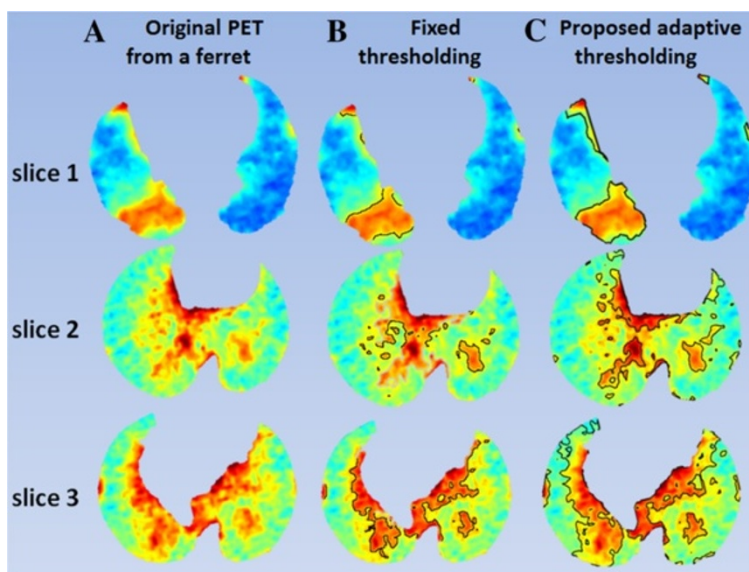 A Original PET from a ferret
B Fixed thresholding
C Proposed adaptive thresholding
slice 1
slice 2
slice 3